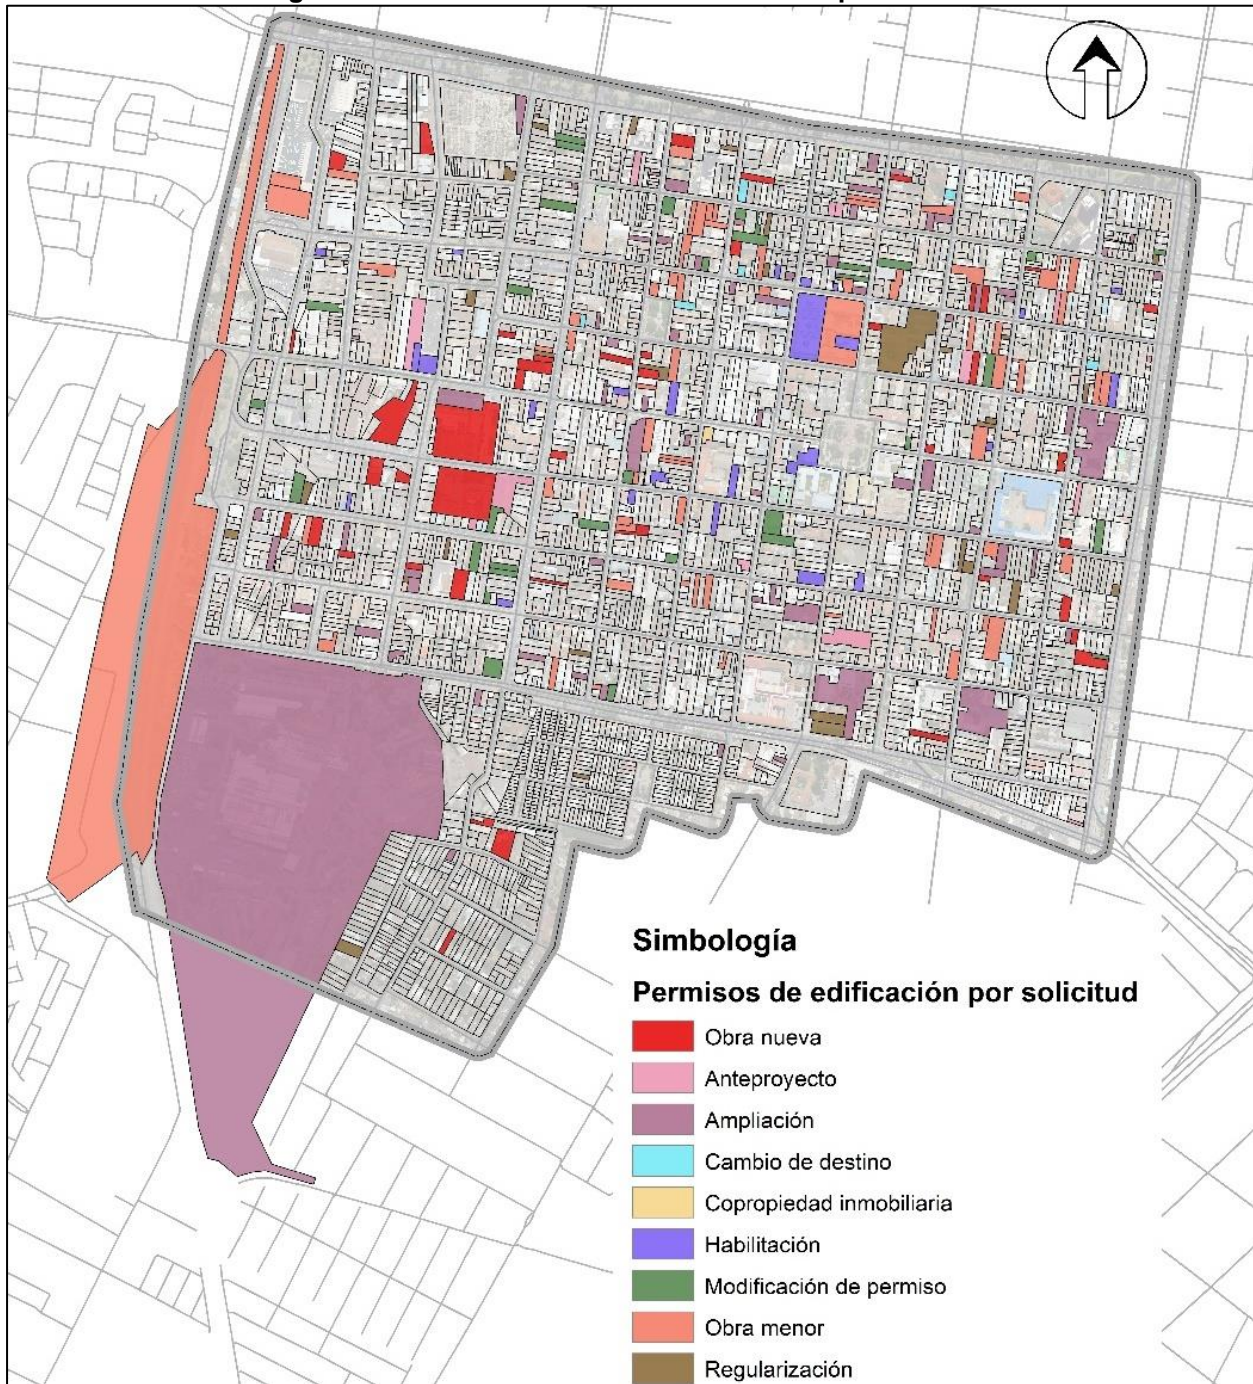 Simbología
Permisos de edificación por solicitud
Obra nueva
Anteproyecto
Ampliación
Cambio de destino
Copropiedad inmobiliaria
Habilitación
Modificación de permiso
Obra menor
Regularización